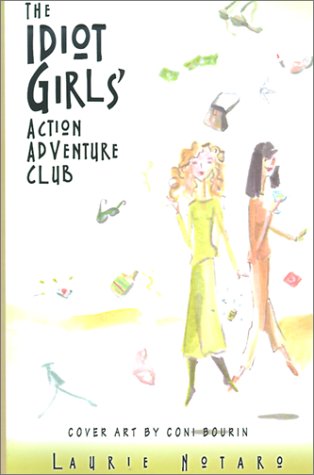 THE
IDIOT
GIRLS'
ACTION
ADVENTURE
CLUB
COVER ART BY CONI BOURIN
LAURIE NOTARO